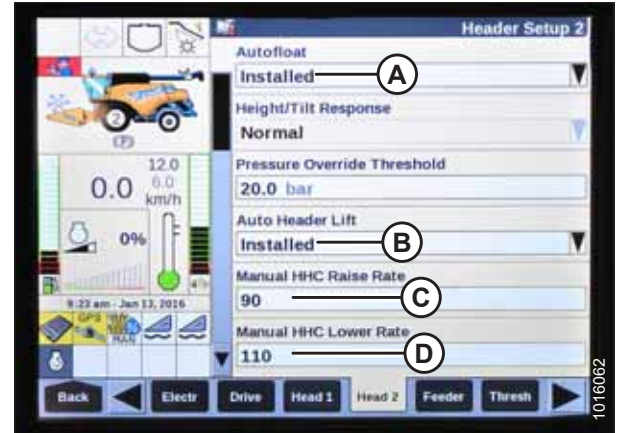 Header Setup 2
Autofloat
Installed
A
Height/Tilt Response
Normal
Pressure Override Threshold
20.0 bar
Auto Header Lift
Installed
B
Manual HHC Raise Rate
90
C
Manual HHC Lower Rate
110
D
2
(P)
12.0
6.0
0.0
km/h
0%
9:23 am - Jan 13, 2016
GPS
Back
Electr
Drive
Head 1
Head 2
Feeder
Thresh
1016062